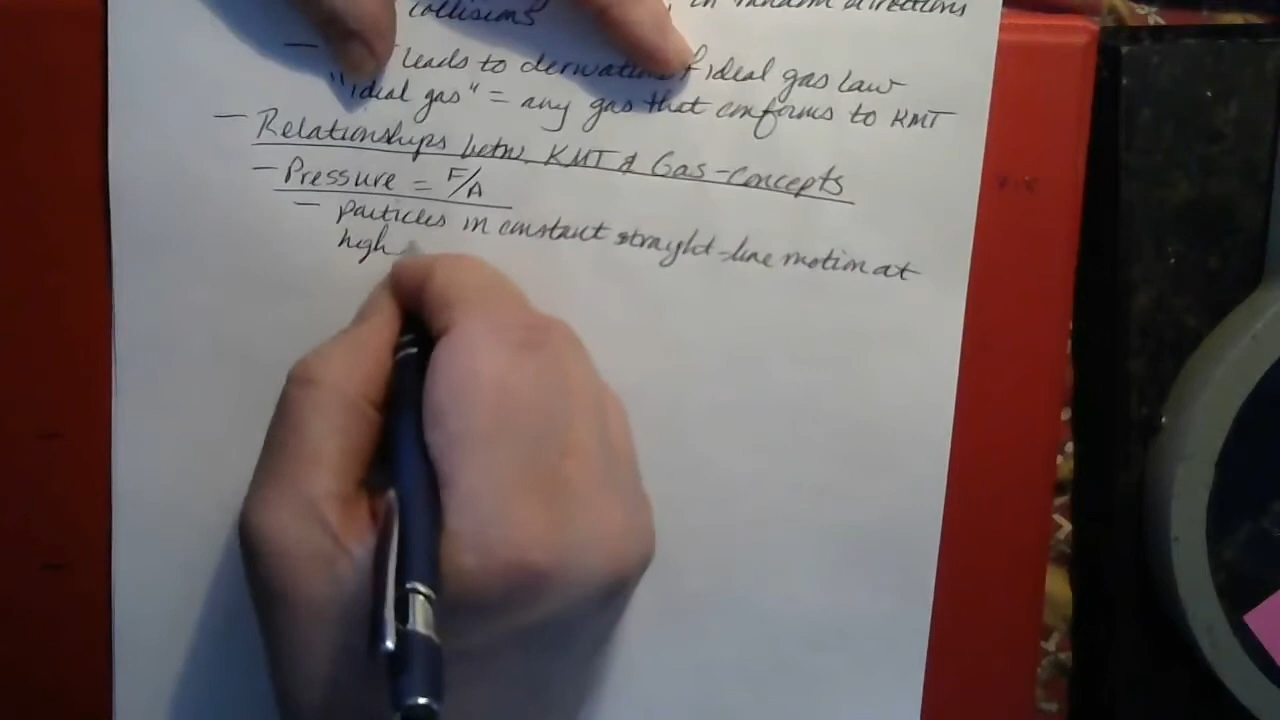 collisions in random directions
— leads to derivation of ideal gas law
"ideal gas" = any gas that conforms to KMT
— Relationships betw. KMT & Gas-concepts
— Pressure = F/A
— particles in constant straight-line motion at
high